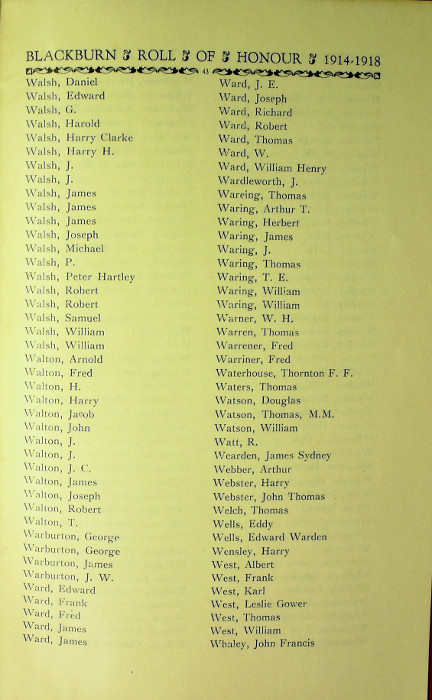 BLACKBURN ROLL OF HONOUR 1914-1918
43
Walsh, Daniel
Walsh, Edward
Walsh, G.
Walsh, Harold
Walsh, Harry Clarke
Walsh, Harry H.
Walsh, J.
Walsh, J.
Walsh, James
Walsh, James
Walsh, James
Walsh, Joseph
Walsh, Michael
Walsh, P.
Walsh, Peter Hartley
Walsh, Robert
Walsh, Robert
Walsh, Samuel
Walsh, William
Walsh, William
Walton, Arnold
Walton, Fred
Walton, H.
Walton, Harry
Walton, Jacob
Walton, John
Walton, J.
Walton, J.
Walton, J. C.
Walton, James
Walton, Joseph
Walton, Robert
Walton, T.
Warburton, George
Warburton, George
Warburton, James
Warburton, J. W.
Ward, Edward
Ward, Frank
Ward, Fred
Ward, James
Ward, James
Ward, J. E.
Ward, Joseph
Ward, Richard
Ward, Robert
Ward, Thomas
Ward, W.
Ward, William Henry
Wardleworth, J.
Wareing, Thomas
Waring, Arthur T.
Waring, Herbert
Waring, James
Waring, J.
Waring, Thomas
Waring, T. E.
Waring, William
Waring, William
Warner, W. H.
Warren, Thomas
Warrener, Fred
Warriner, Fred
Waterhouse, Thornton F. F.
Waters, Thomas
Watson, Douglas
Watson, Thomas, M.M.
Watson, William
Watt, R.
Wearden, James Sydney
Webber, Arthur
Webster, Harry
Webster, John Thomas
Welch, Thomas
Wells, Eddy
Wells, Edward Warden
Wensley, Harry
West, Albert
West, Frank
West, Karl
West, Leslie Gower
West, Thomas
West, William
Whaley, John Francis